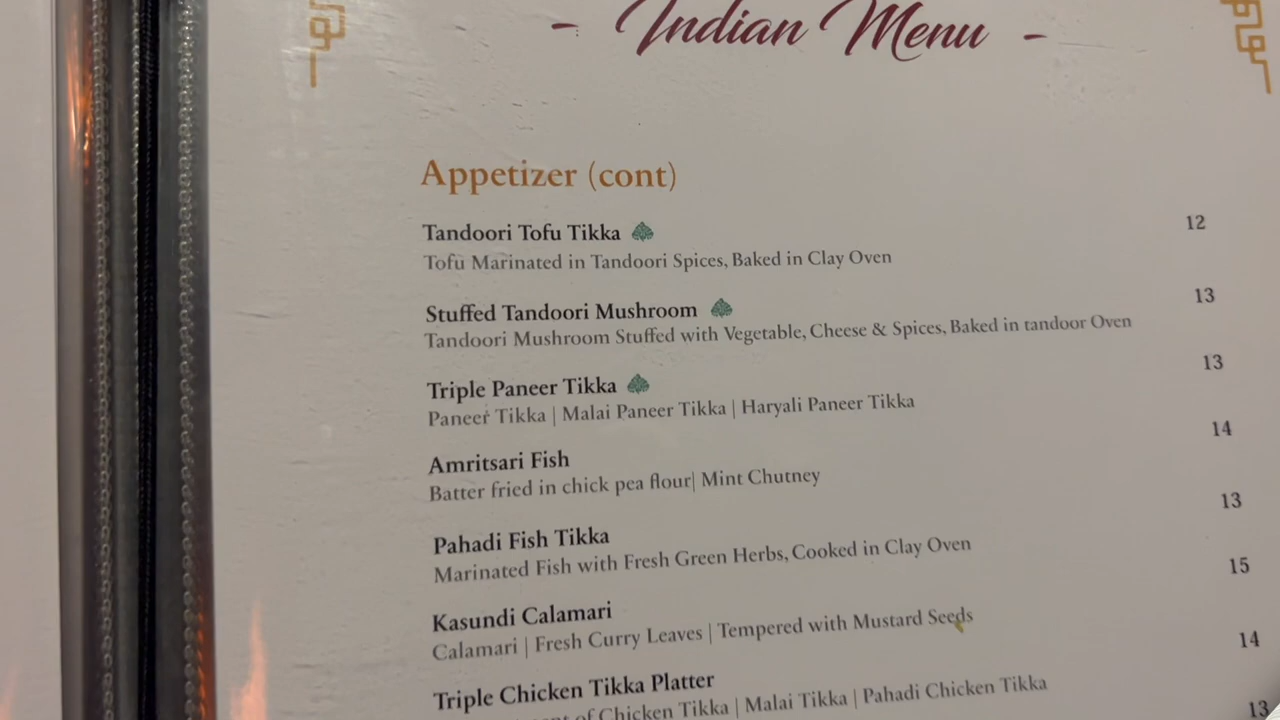 - Indian Menu -
Appetizer (cont)
Tandoori Tofu Tikka 12
Tofu Marinated in Tandoori Spices, Baked in Clay Oven
Stuffed Tandoori Mushroom 13
Tandoori Mushroom Stuffed with Vegetable, Cheese & Spices, Baked in tandoor Oven
Triple Paneer Tikka 13
Paneer Tikka | Malai Paneer Tikka | Haryali Paneer Tikka
Amritsari Fish 14
Batter fried in chick pea flour| Mint Chutney
Pahadi Fish Tikka 13
Marinated Fish with Fresh Green Herbs, Cooked in Clay Oven
Kasundi Calamari 15
Calamari | Fresh Curry Leaves | Tempered with Mustard Seeds
Triple Chicken Tikka Platter 14
of Chicken Tikka | Malai Tikka | Pahadi Chicken Tikka
13